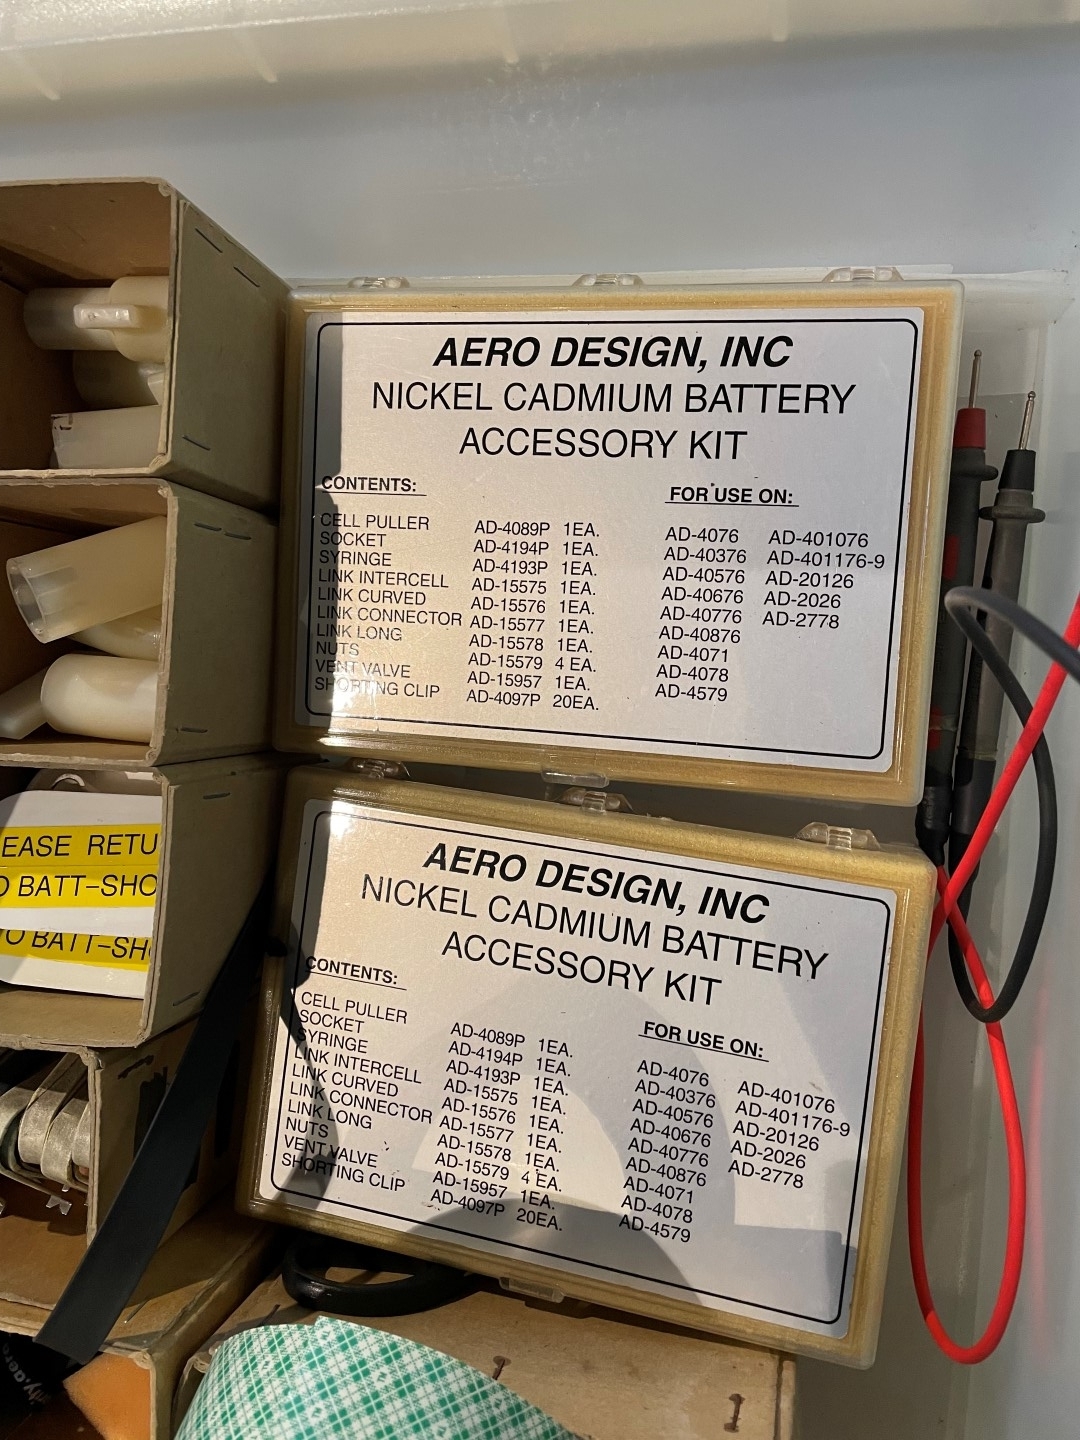 AERO DESIGN, INC
NICKEL CADMIUM BATTERY
ACCESSORY KIT
CONTENTS:
CELL PULLER AD-4089P 1EA.
SOCKET AD-4194P 1EA.
SYRINGE AD-4193P 1EA.
LINK INTERCELL AD-15575 1EA.
LINK CURVED AD-15576 1EA.
LINK CONNECTOR AD-15577 1EA.
LINK LONG AD-15578 1EA.
NUTS AD-15579 4 EA.
VENT VALVE AD-15957 1EA.
SHORTING CLIP AD-4097P 20EA.
FOR USE ON:
AD-4076 AD-401076
AD-40376 AD-401176-9
AD-40576 AD-20126
AD-40676 AD-2026
AD-40776 AD-2778
AD-40876
AD-4071
AD-4078
AD-4579
EASE RETU
O BATT-SHO
TO BATT-SH
AERO DESIGN, INC
NICKEL CADMIUM BATTERY
ACCESSORY KIT
CONTENTS:
CELL PULLER AD-4089P 1EA.
SOCKET AD-4194P 1EA.
SYRINGE AD-4193P 1EA.
LINK INTERCELL AD-15575 1EA.
LINK CURVED AD-15576 1EA.
LINK CONNECTOR AD-15577 1EA.
LINK LONG AD-15578 1EA.
NUTS AD-15579 4 EA.
VENT VALVE AD-15957 1EA.
SHORTING CLIP AD-4097P 20EA.
FOR USE ON:
AD-4076 AD-401076
AD-40376 AD-401176-9
AD-40576 AD-20126
AD-40676 AD-2026
AD-40776 AD-2778
AD-40876
AD-4071
AD-4078
AD-4579